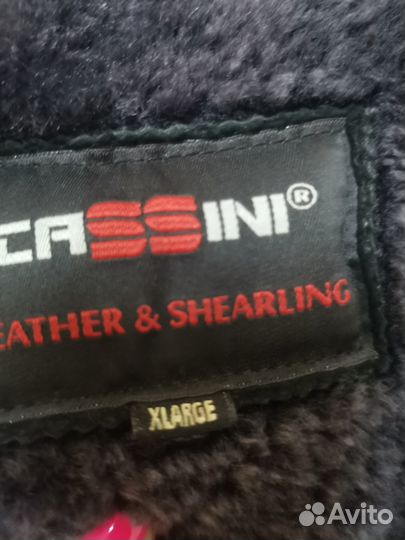 CASSINI®
EATHER & SHEARLING
XLARGE
Avito